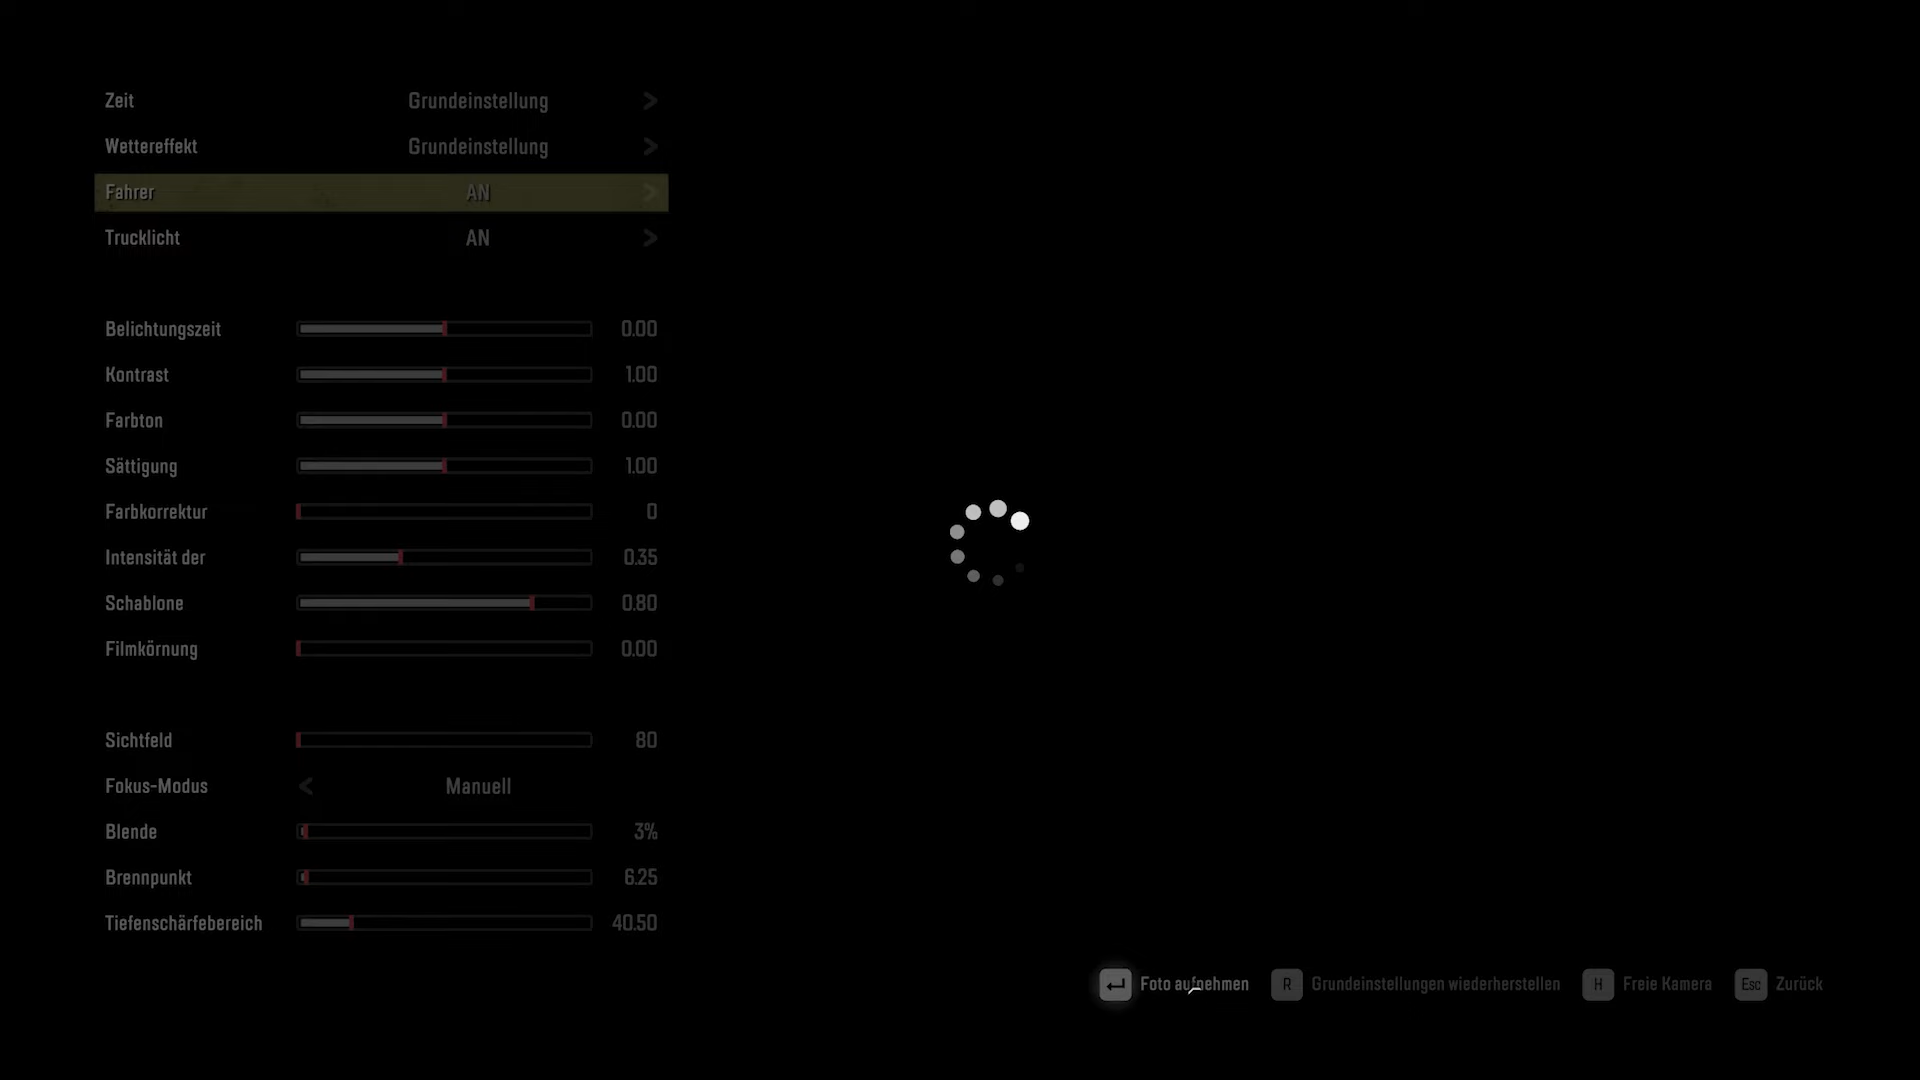 Zeit Grundeinstellung
Wettereffekt Grundeinstellung
Fahrer AN
Trucklicht AN
Belichtungszeit 0.00
Kontrast 1.00
Farbton 0.00
Sättigung 1.00
Farbkorrektur 0
Intensität der 0.35
Schablone 0.80
Filmkörnung 0.00
Sichtfeld 80
Fokus-Modus Manuell
Blende 3%
Brennpunkt 6.25
Tiefenschärfebereich 40.50
Foto aufnehmen R Grundeinstellungen wiederherstellen H Freie Kamera Esc Zurück